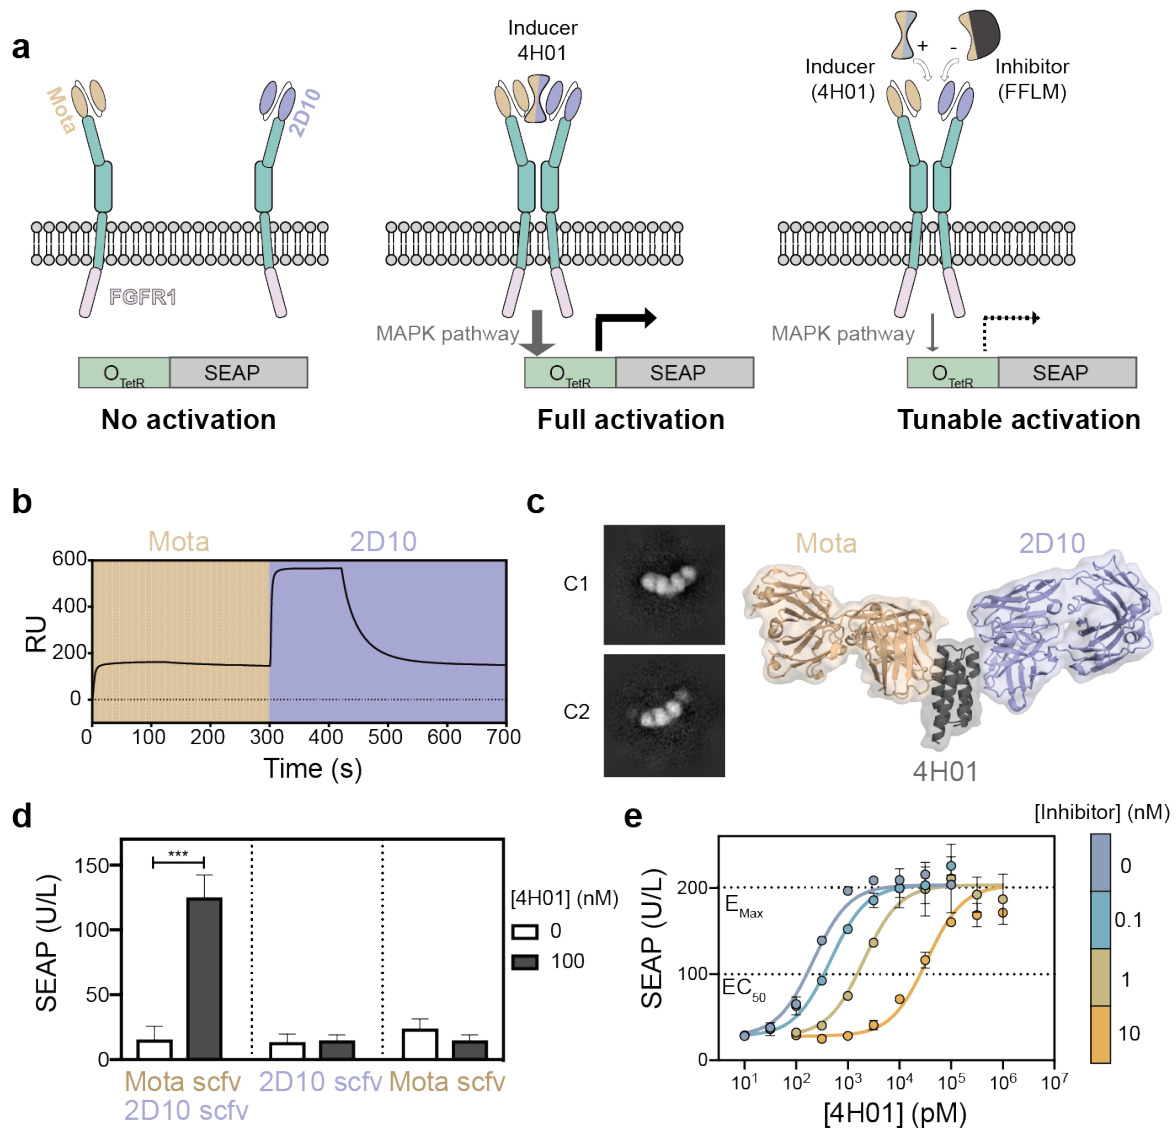 a
Inducer
4H01
Mota
2D10
Inducer
(4H01)
+
-
Inhibitor
(FFLM)
FGFR1
MAPK pathway
MAPK pathway
OTetR
SEAP
OTetR
SEAP
OTetR
SEAP
No activation
Full activation
Tunable activation
b
Mota
2D10
600
400
200
0
RU
0
100
200
300
400
500
600
700
Time (s)
c
C1
C2
Mota
2D10
4H01
d
***
150
100
50
0
SEAP (U/L)
[4H01] (nM)
0
100
Mota scfv
2D10 scfv
2D10 scfv
Mota scfv
e
[Inhibitor] (nM)
0
0.1
1
10
200
100
0
SEAP (U/L)
EMax
EC50
10¹
10²
10³
10⁴
10⁵
10⁶
10⁷
[4H01] (pM)